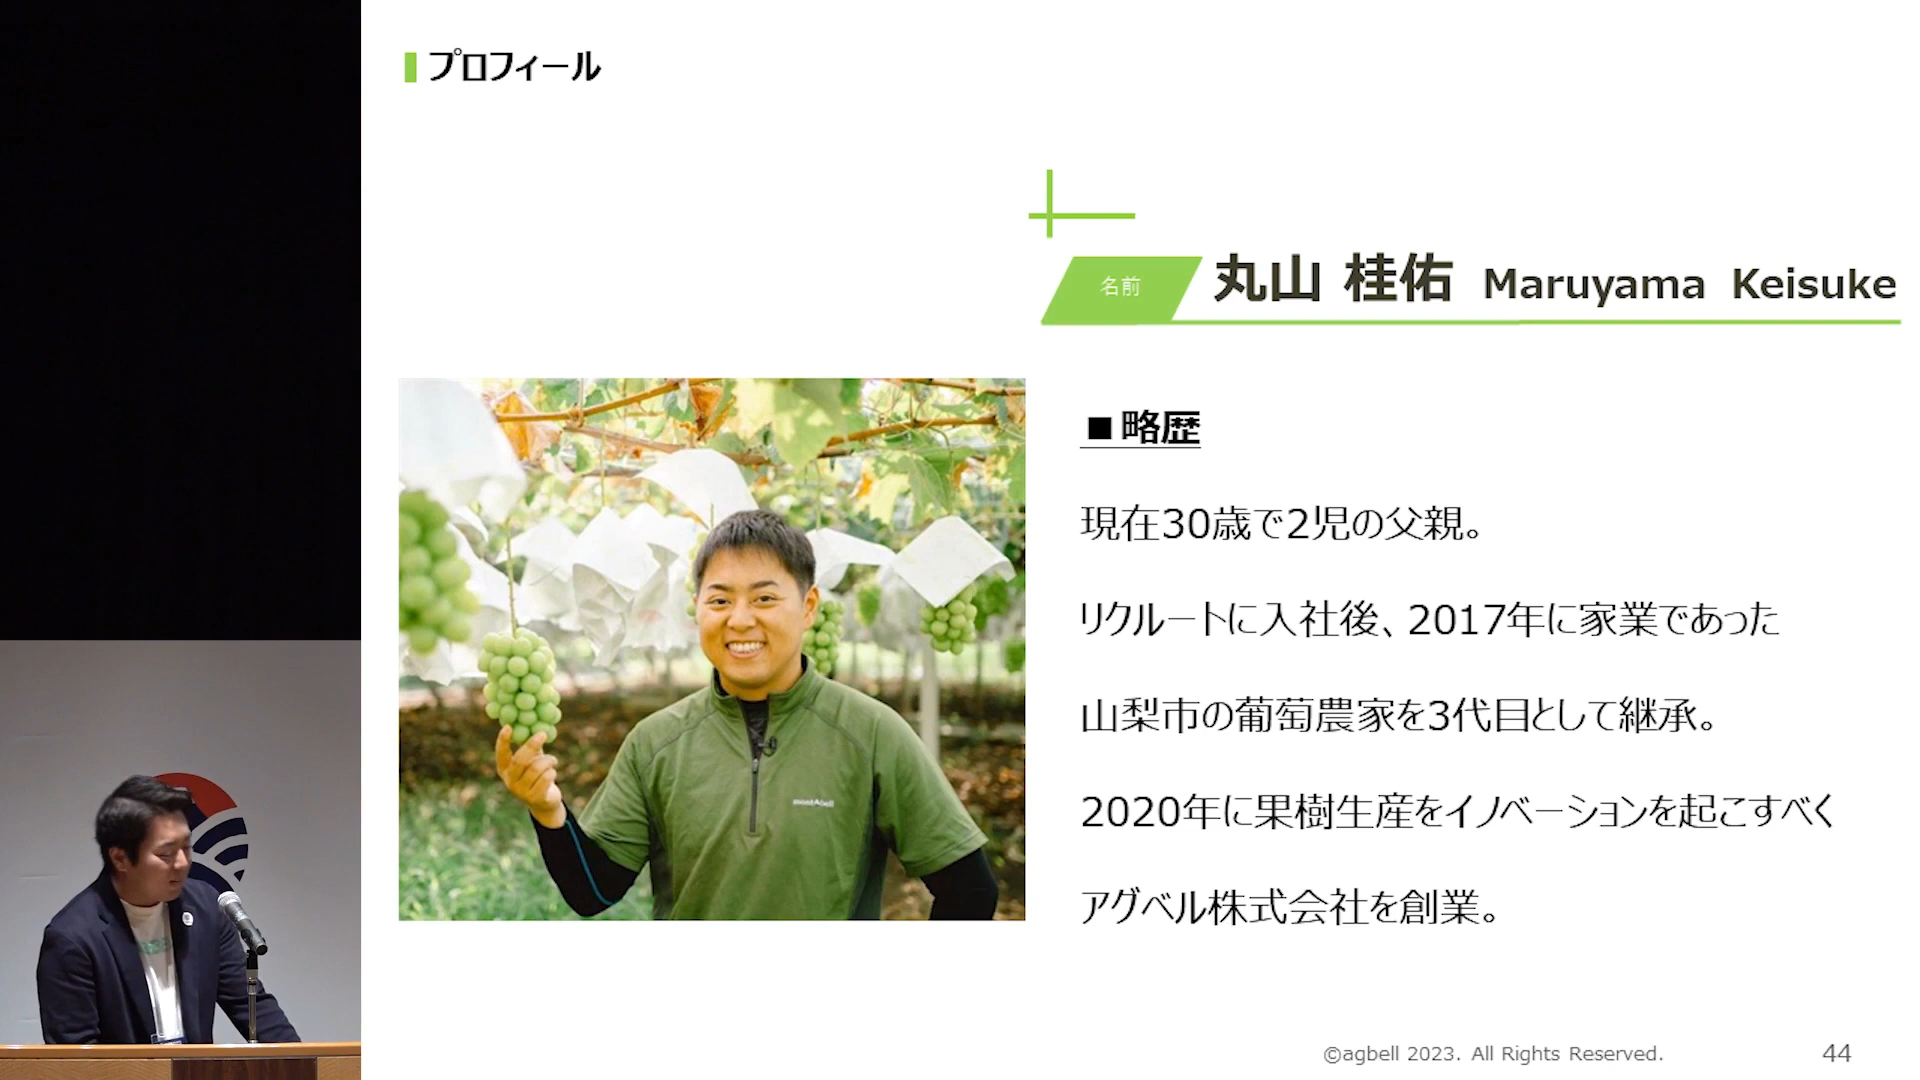 プロフィール
名前
丸山 桂佑 Maruyama Keisuke
■略歴
現在30歳で2児の父親。
リクルートに入社後、2017年に家業であった
山梨市の葡萄農家を3代目として継承。
2020年に果樹生産をイノベーションを起こすべく
アグベル株式会社を創業。
mont-bell
©agbell 2023. All Rights Reserved.
44